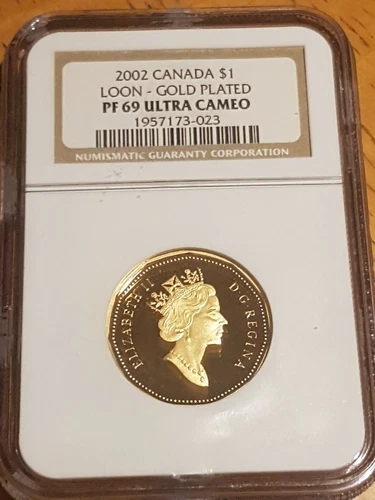 2002 CANADA $1
LOON - GOLD PLATED
PF 69 ULTRA CAMEO
1957173-023
NUMISMATIC GUARANTY CORPORATION
ELIZABETH II
D·G·REGINA